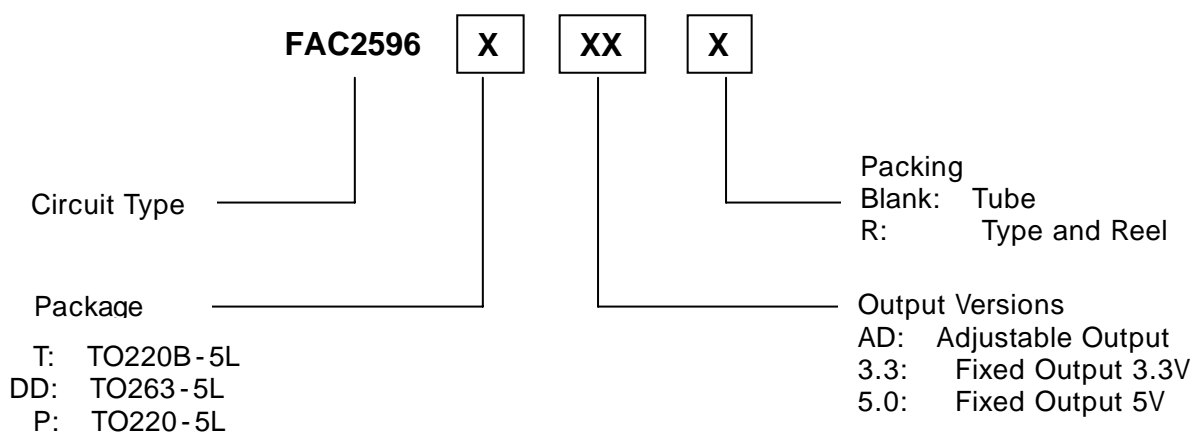 FAC2596 X XX X
Circuit Type
Package
T: TO220B-5L
DD: TO263-5L
P: TO220-5L
Packing
Blank: Tube
R: Type and Reel
Output Versions
AD: Adjustable Output
3.3: Fixed Output 3.3V
5.0: Fixed Output 5V